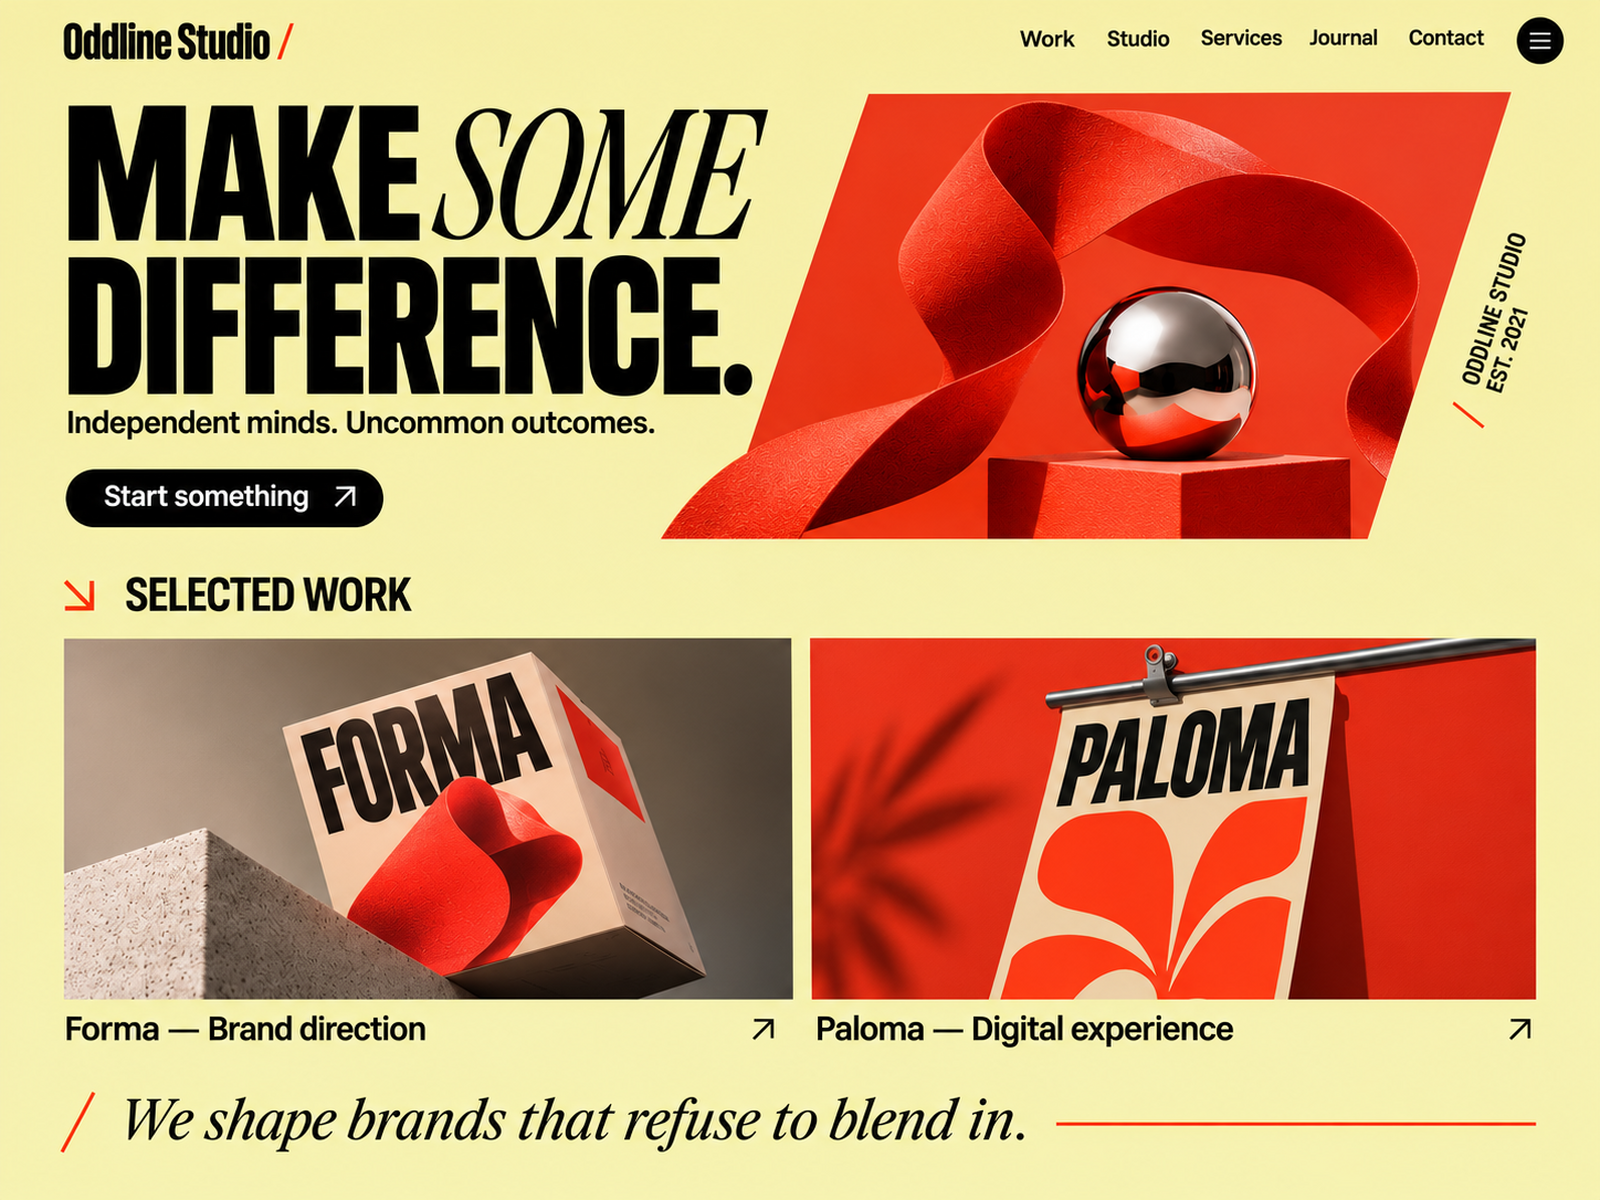 Oddline Studio /
Work Studio Services Journal Contact
MAKE SOME
DIFFERENCE.
Independent minds. Uncommon outcomes.
Start something
ODDLINE STUDIO
EST. 2021
SELECTED WORK
FORMA
PALOMA
Forma — Brand direction
Paloma — Digital experience
We shape brands that refuse to blend in.